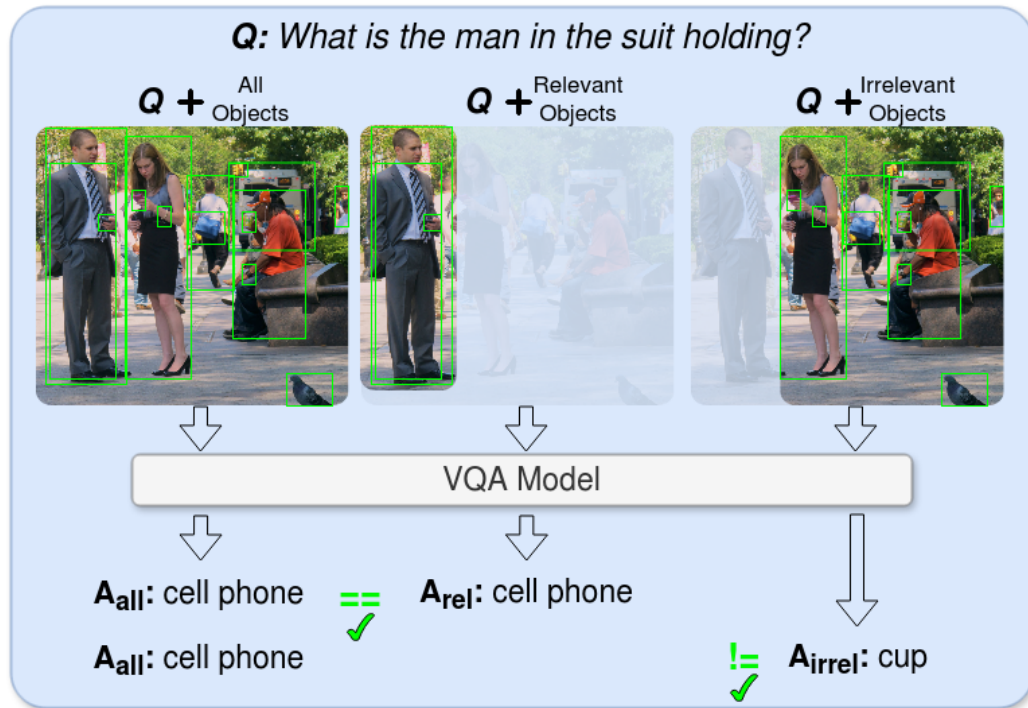 Q: What is the man in the suit holding?
Q + All Objects
Q + Relevant Objects
Q + Irrelevant Objects
VQA Model
A_all: cell phone == A_rel: cell phone
✓
A_all: cell phone != A_irrel: cup
✓